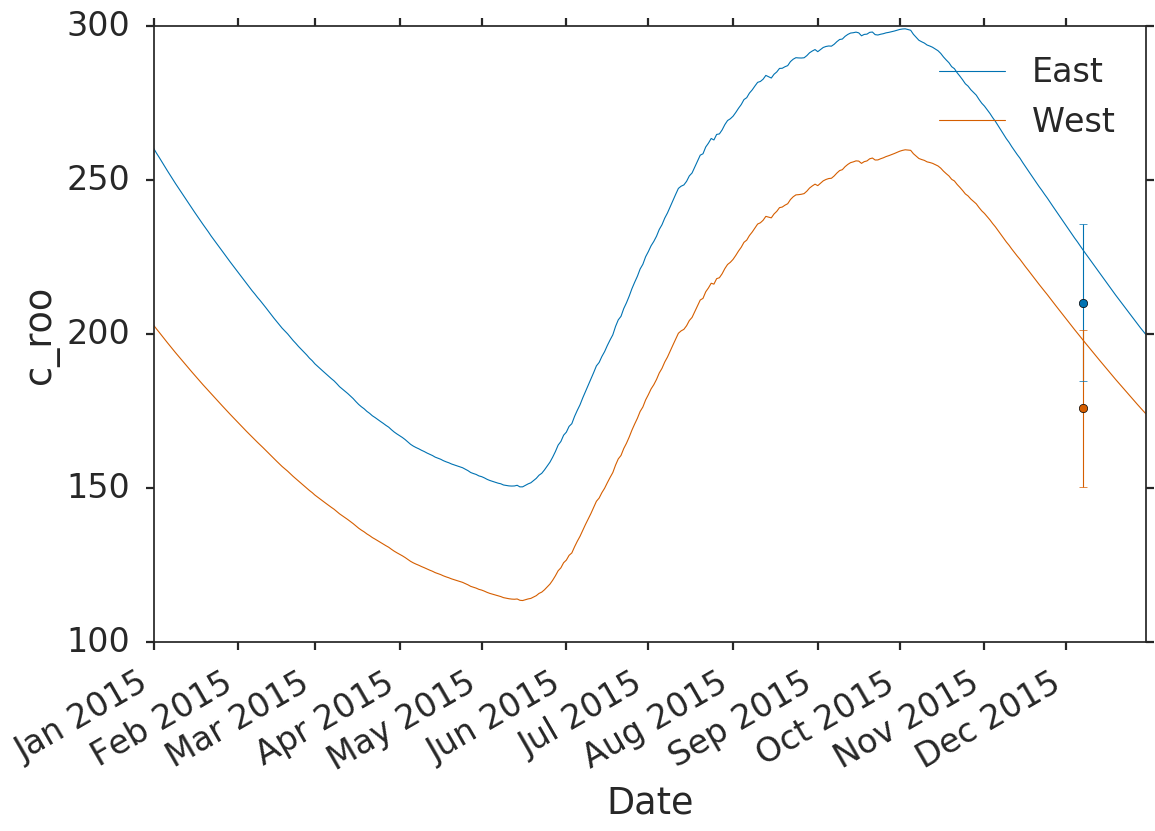 300
250
200
150
100
c_roo
East
West
Jan 2015
Feb 2015
Mar 2015
Apr 2015
May 2015
Jun 2015
Jul 2015
Aug 2015
Sep 2015
Oct 2015
Nov 2015
Dec 2015
Date